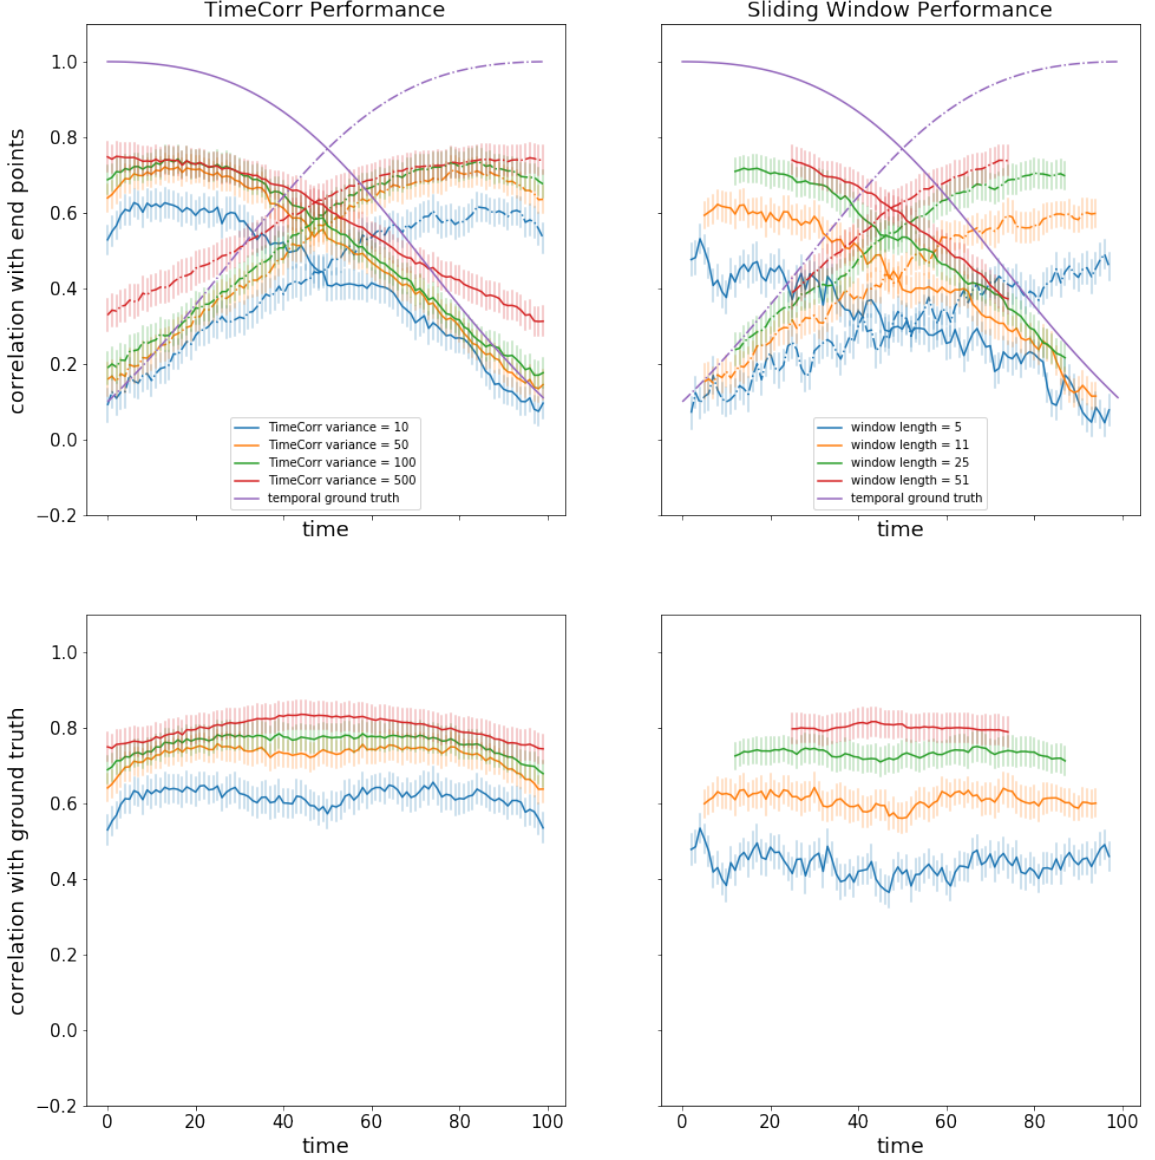 TimeCorr Performance
Sliding Window Performance
correlation with end points
1.0
0.8
0.6
0.4
0.2
0.0
−0.2
TimeCorr variance = 10
TimeCorr variance = 50
TimeCorr variance = 100
TimeCorr variance = 500
temporal ground truth
time
window length = 5
window length = 11
window length = 25
window length = 51
temporal ground truth
time
correlation with ground truth
1.0
0.8
0.6
0.4
0.2
0.0
−0.2
0 20 40 60 80 100
time
0 20 40 60 80 100
time